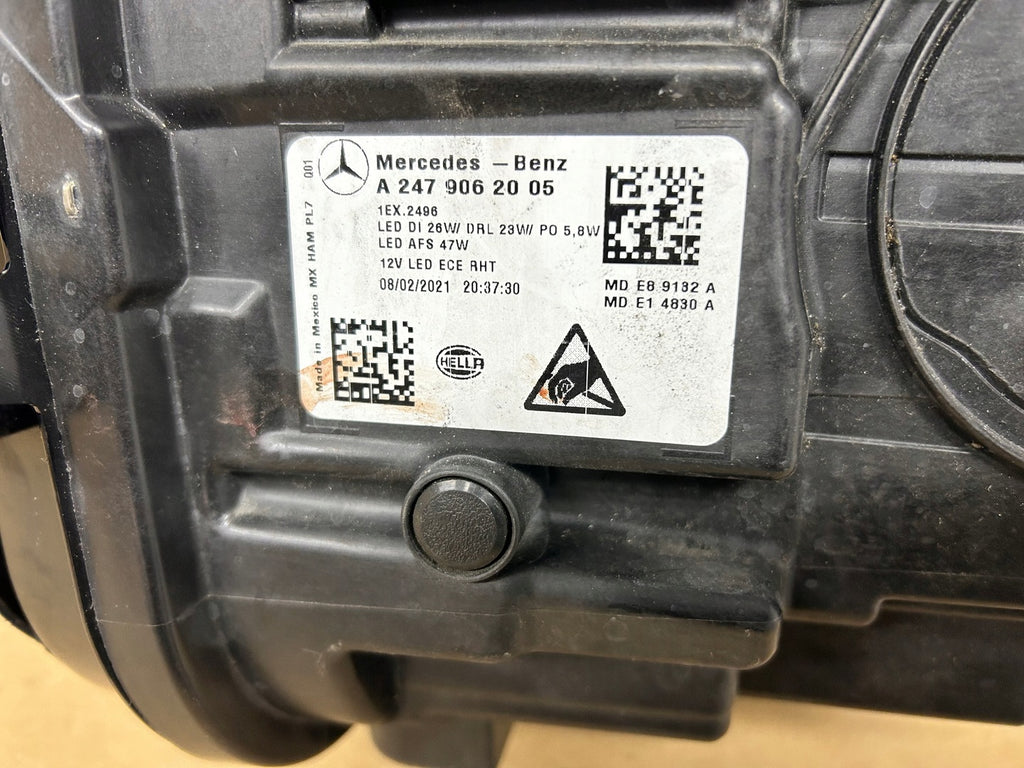 Mercedes – Benz
A 247 906 20 05
1EX.2496
LED DI 26W/ DRL 23W/ PO 5,8W
LED AFS 47W
12V LED ECE RHT
08/02/2021 20:37:30
MD E8 9182 A
MD E1 4830 A
HELLA
Made in Mexico MX HAM PL7 001